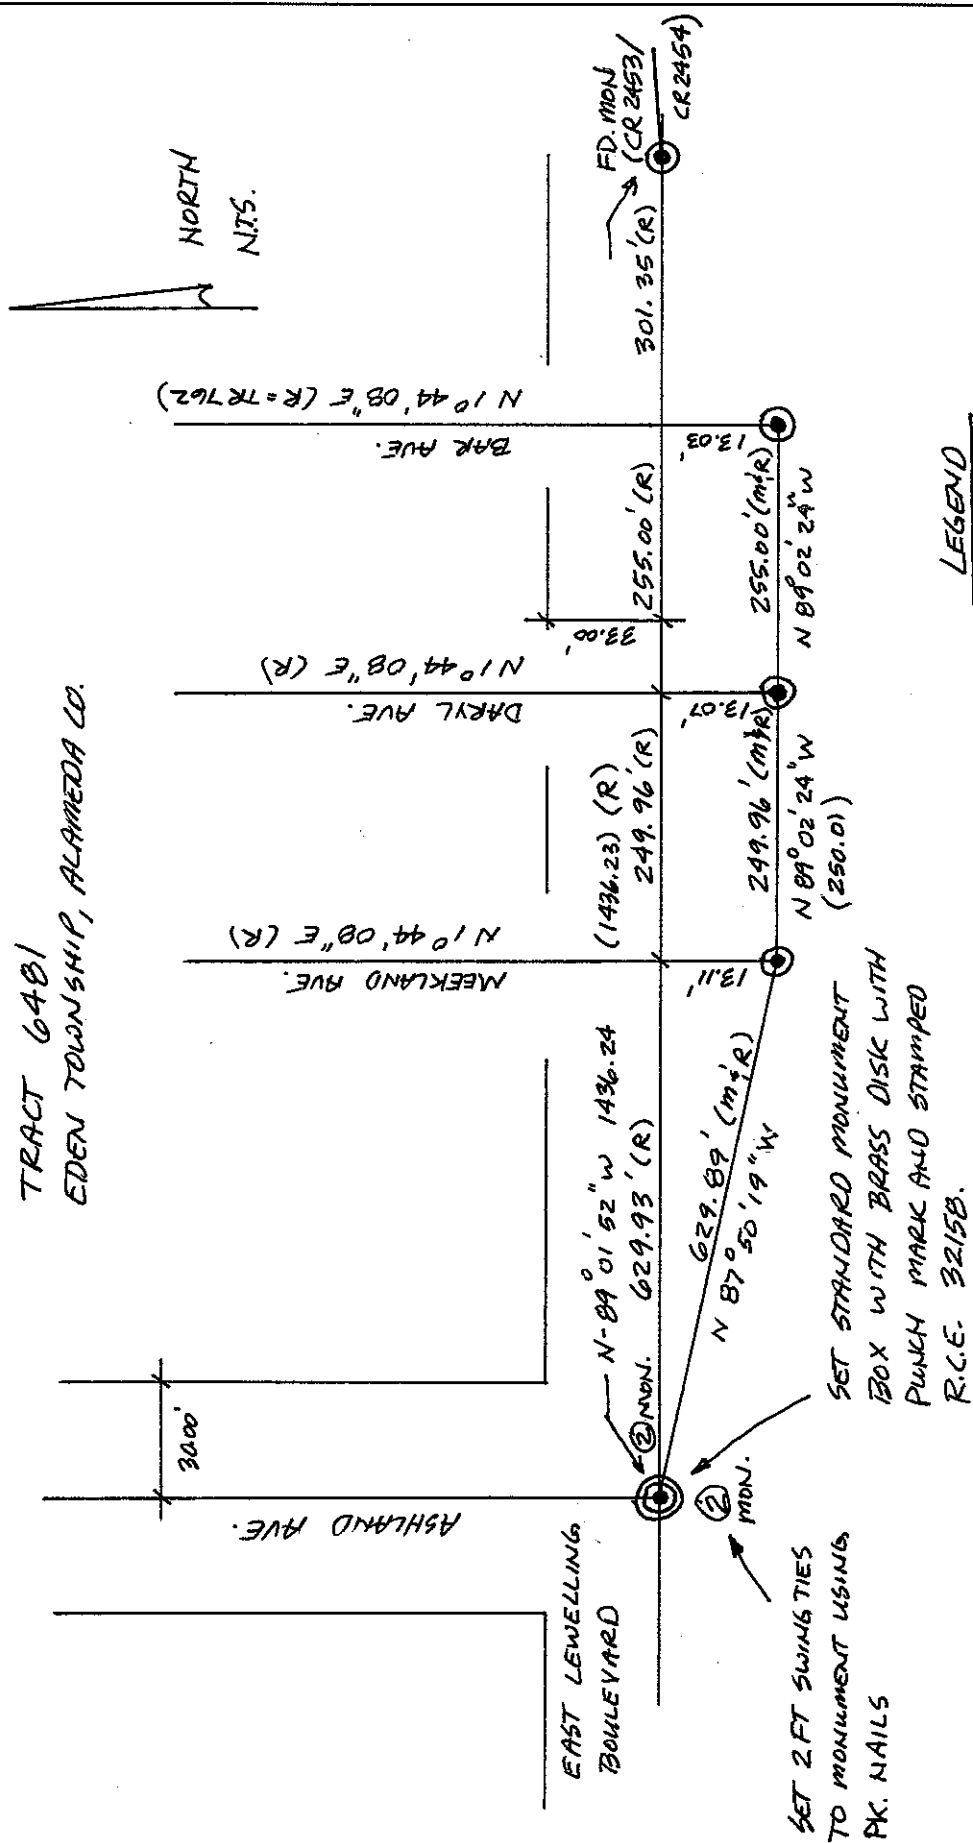 TRACT 6481
EDEN TOWNSHIP, ALAMEDA CO.
NORTH
N.T.S.
30.00'
ASHLAND AVE.
MEEKLAND AVE.
N 1° 44' 08" E (R)
DARYL AVE.
N 1° 44' 08" E (R)
BAR AVE.
N 1° 44' 08" E (R=TR 762)
FD. MON
(CR 2453/
CR 2454)
EAST LEWELLING
BOULEVARD
N-89° 01' 52" W 1436.24
(1436.23) (R)
2 MON.
629.93' (R)
249.96' (R)
33.00'
255.00' (R)
301.35' (R)
629.89' (M&R)
N 87° 50' 19" W
13.11'
13.07'
13.03'
249.96' (M&R)
N 89° 02' 24" W
(250.01)
255.00' (M&R)
N 89° 02' 24" W
2
MON.
SET 2 FT SWING TIES
TO MONUMENT USING
PK. NAILS
SET STANDARD MONUMENT
BOX WITH BRASS DISK WITH
PUNCH MARK AND STAMPED
R.C.E. 32158.
LEGEND